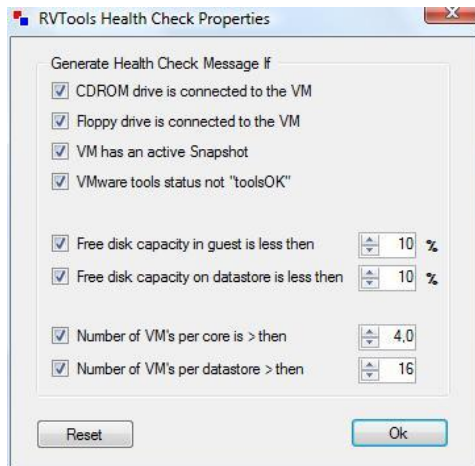 RVTools Health Check Properties
Generate Health Check Message If
CDROM drive is connected to the VM
Floppy drive is connected to the VM
VM has an active Snapshot
VMware tools status not "toolsOK"
Free disk capacity in guest is less then 10 %
Free disk capacity on datastore is less then 10 %
Number of VM's per core is > then 4,0
Number of VM's per datastore > then 16
Reset Ok